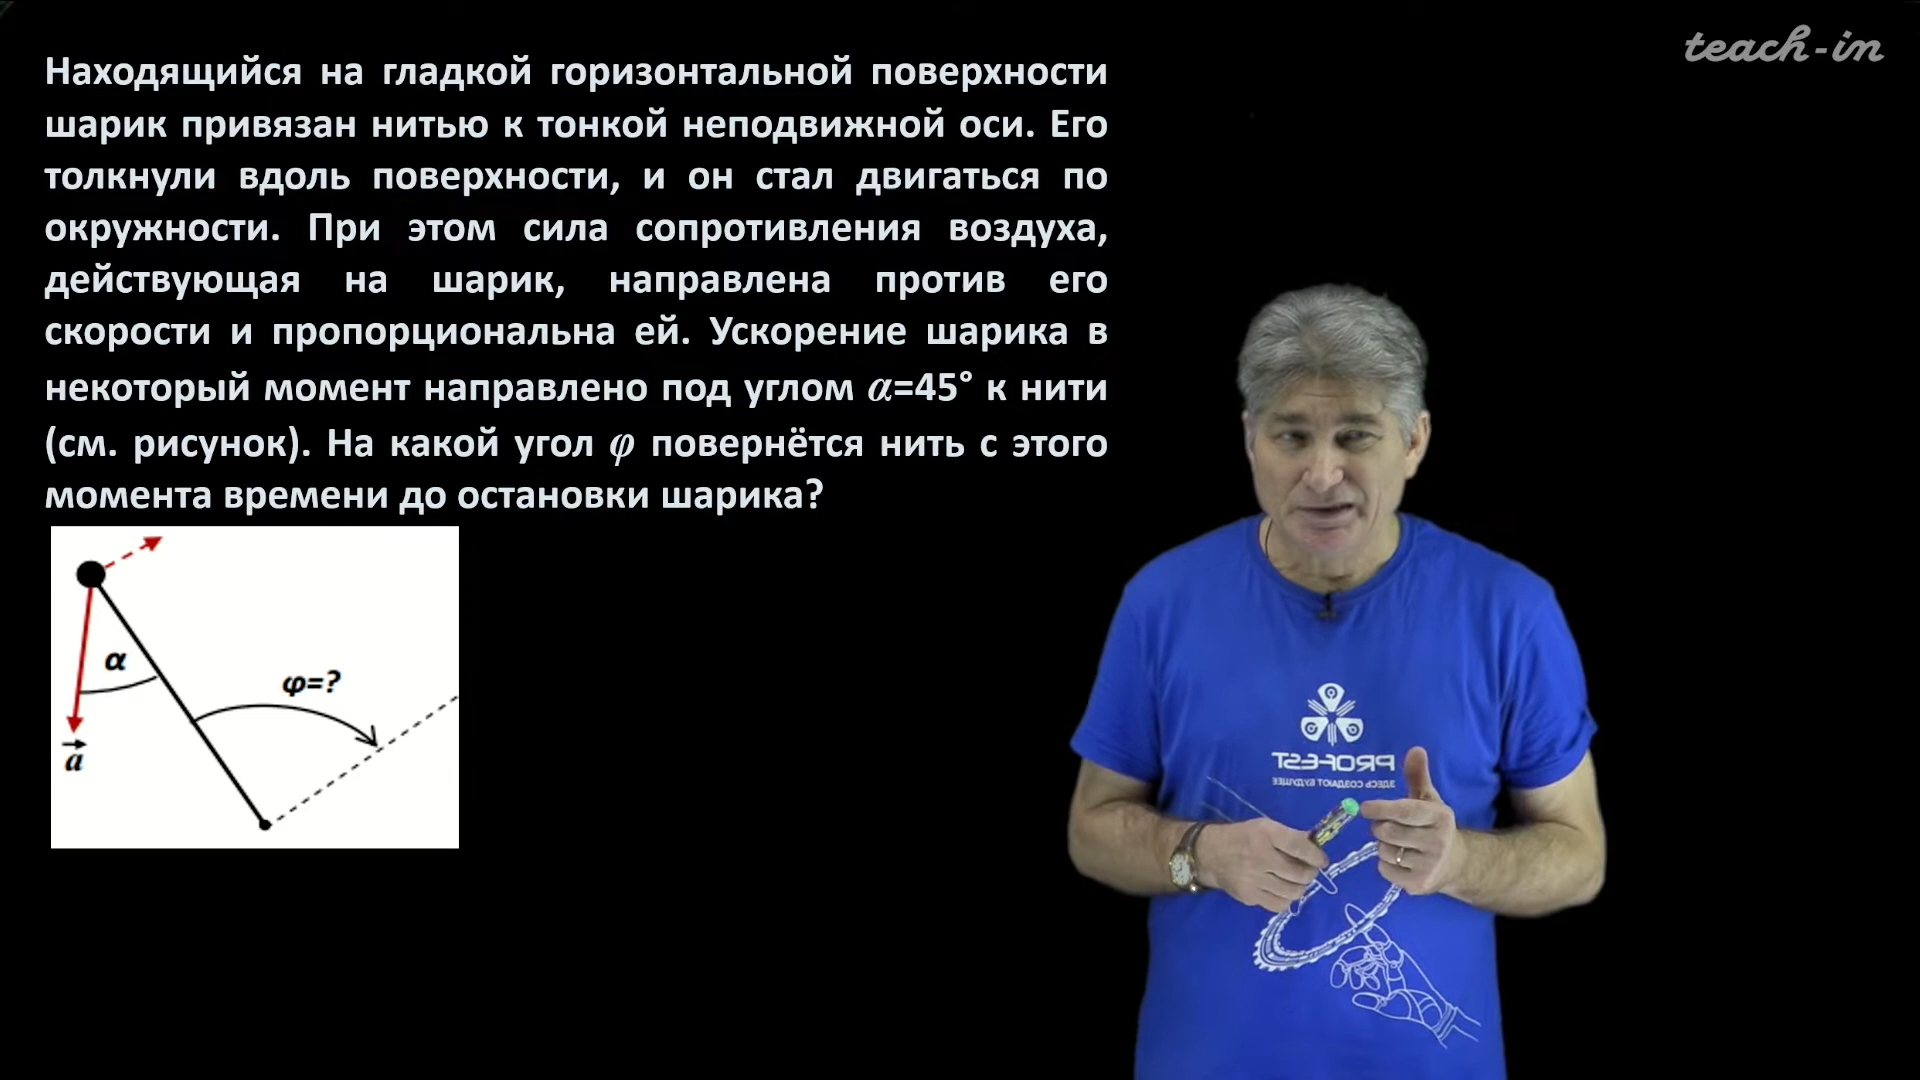 teach-in
Находящийся на гладкой горизонтальной поверхности
шарик привязан нитью к тонкой неподвижной оси. Его
толкнули вдоль поверхности, и он стал двигаться по
окружности. При этом сила сопротивления воздуха,
действующая на шарик, направлена против его
скорости и пропорциональна ей. Ускорение шарика в
некоторый момент направлено под углом α=45° к нити
(см. рисунок). На какой угол φ повернётся нить с этого
момента времени до остановки шарика?
α
φ=?
a
PROFEST
ЗДЕСЬ СОЗДАЮТ БУДУЩЕЕ